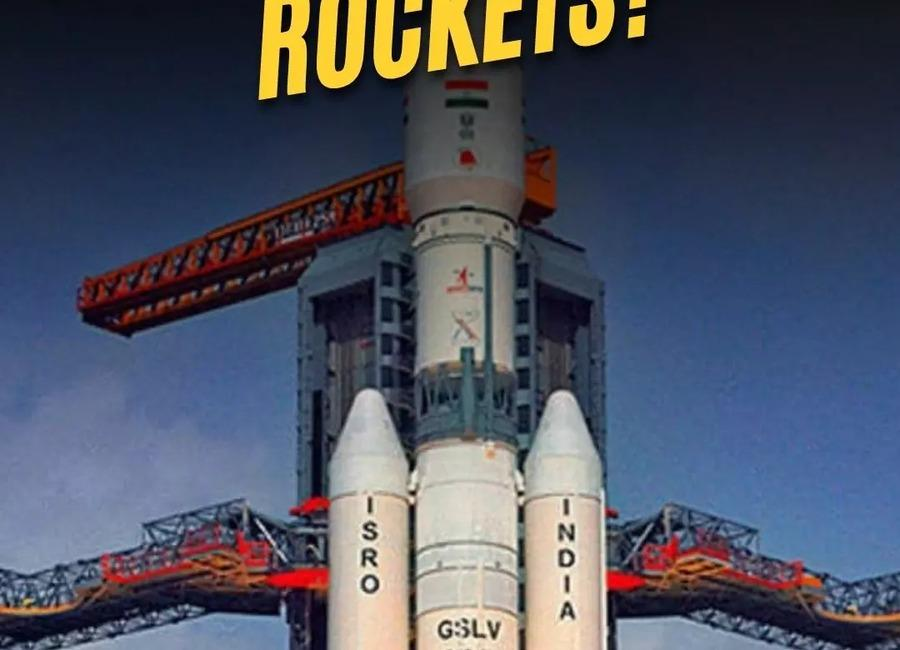 ROCKETS?
ISRO
INDIA
GSLV